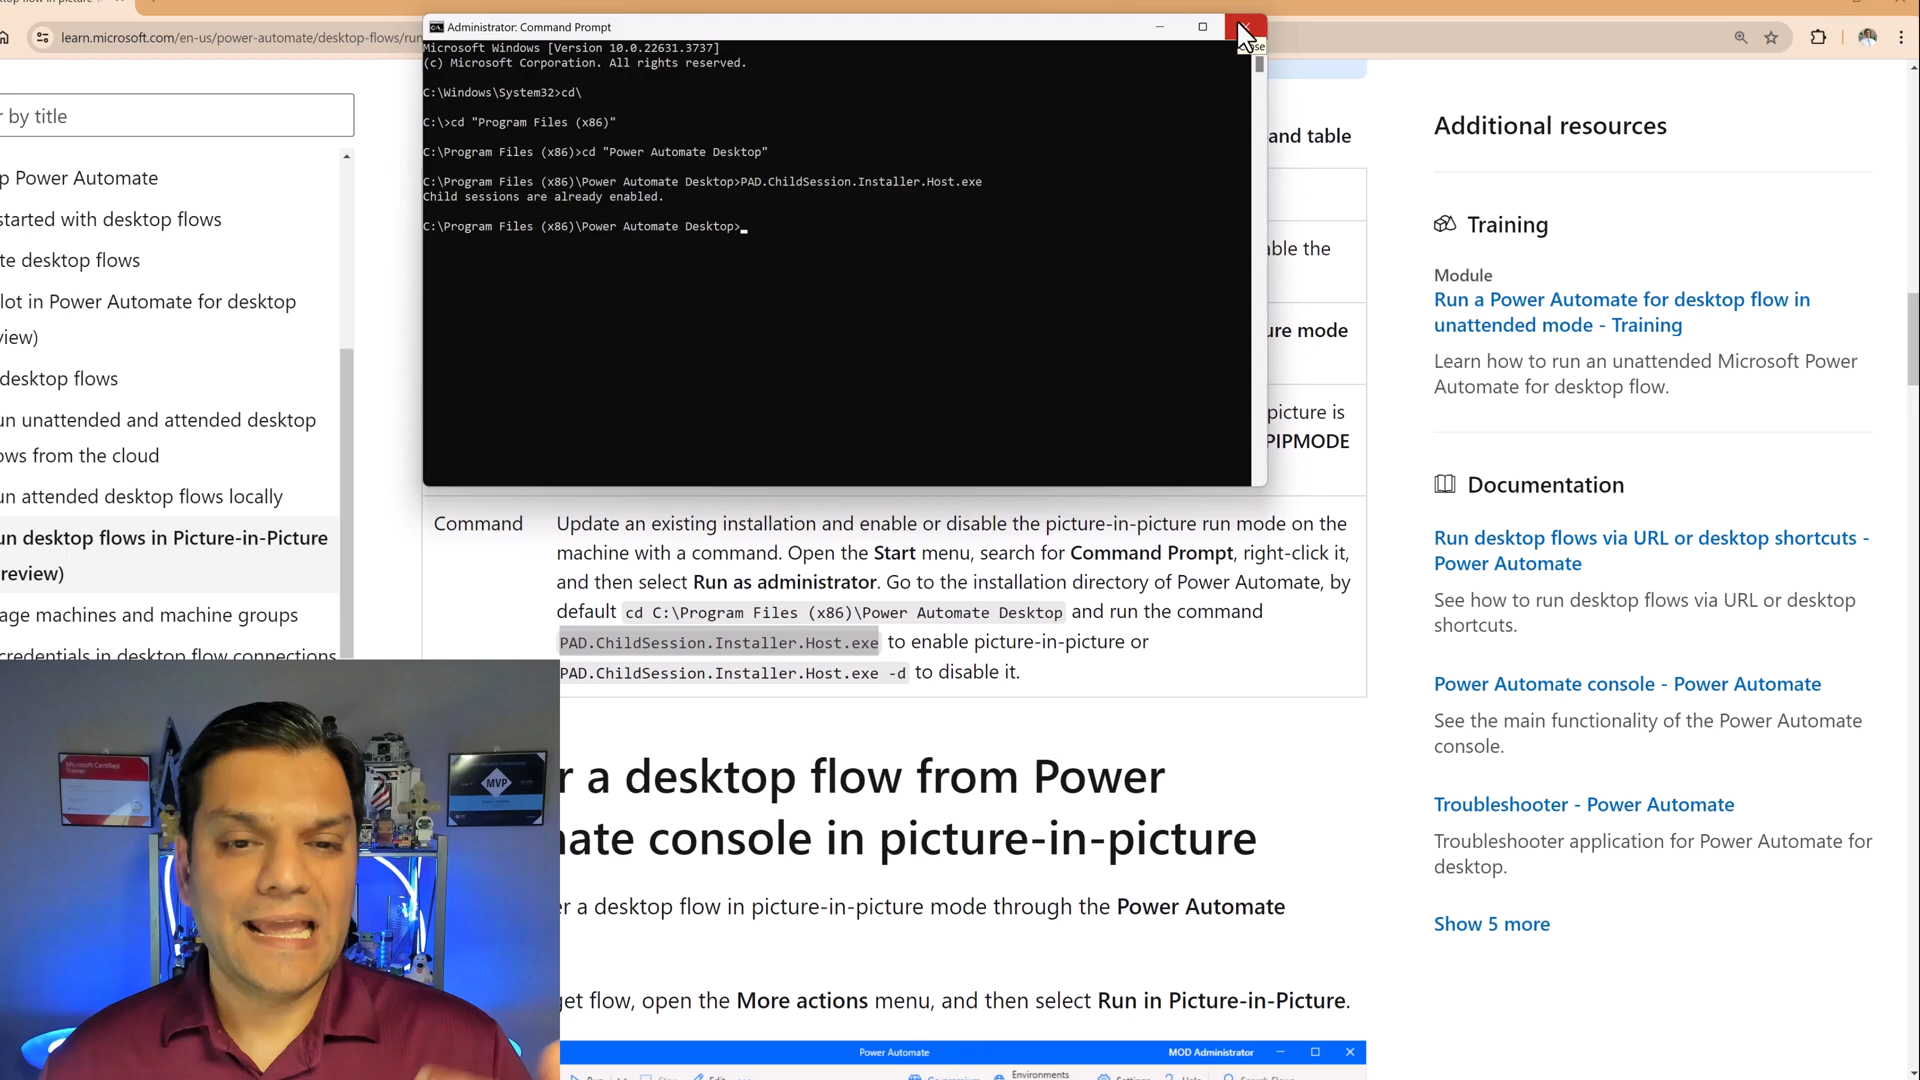 learn.microsoft.com/en-us/power-automate/desktop-flows/run
Administrator: Command Prompt
Microsoft Windows [Version 10.0.22631.3737]
(c) Microsoft Corporation. All rights reserved.
C:\Windows\System32>cd\
C:\>cd "Program Files (x86)"
C:\Program Files (x86)>cd "Power Automate Desktop"
C:\Program Files (x86)\Power Automate Desktop>PAD.ChildSession.Installer.Host.exe
Child sessions are already enabled.
C:\Program Files (x86)\Power Automate Desktop>
r by title
p Power Automate
started with desktop flows
te desktop flows
lot in Power Automate for desktop
view)
desktop flows
un unattended and attended desktop
ows from the cloud
un attended desktop flows locally
un desktop flows in Picture-in-Picture
review)
age machines and machine groups
credentials in desktop flow connections
and table
able the
ure mode
picture is
PIPMODE
Command
Update an existing installation and enable or disable the picture-in-picture run mode on the
machine with a command. Open the Start menu, search for Command Prompt, right-click it,
and then select Run as administrator. Go to the installation directory of Power Automate, by
default cd C:\Program Files (x86)\Power Automate Desktop and run the command
PAD.ChildSession.Installer.Host.exe to enable picture-in-picture or
PAD.ChildSession.Installer.Host.exe -d to disable it.
r a desktop flow from Power
mate console in picture-in-picture
er a desktop flow in picture-in-picture mode through the Power Automate
get flow, open the More actions menu, and then select Run in Picture-in-Picture.
Power Automate
MOD Administrator
Environments
Additional resources
Training
Module
Run a Power Automate for desktop flow in
unattended mode - Training
Learn how to run an unattended Microsoft Power
Automate for desktop flow.
Documentation
Run desktop flows via URL or desktop shortcuts -
Power Automate
See how to run desktop flows via URL or desktop
shortcuts.
Power Automate console - Power Automate
See the main functionality of the Power Automate
console.
Troubleshooter - Power Automate
Troubleshooter application for Power Automate for
desktop.
Show 5 more
Microsoft Certified
Trainer
MVP